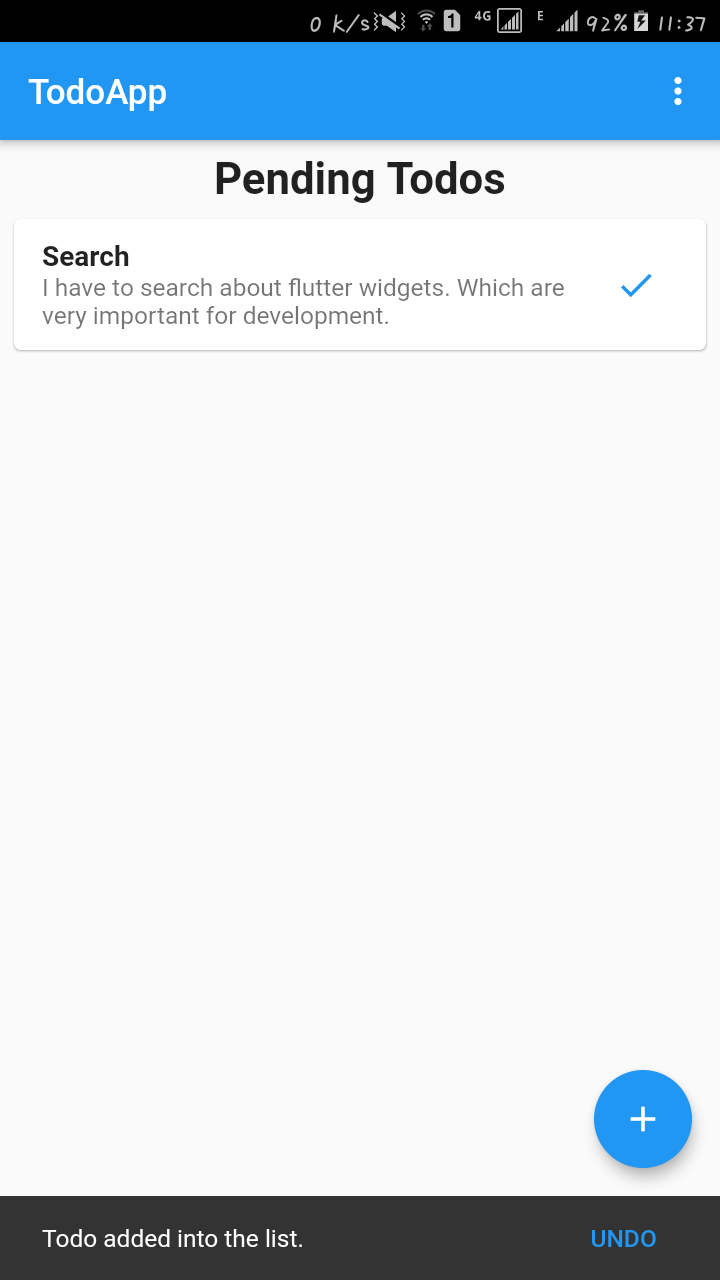 0 k/s 1 4G E 92% 11:37
TodoApp
Pending Todos
Search
I have to search about flutter widgets. Which are
very important for development.
Todo added into the list. UNDO